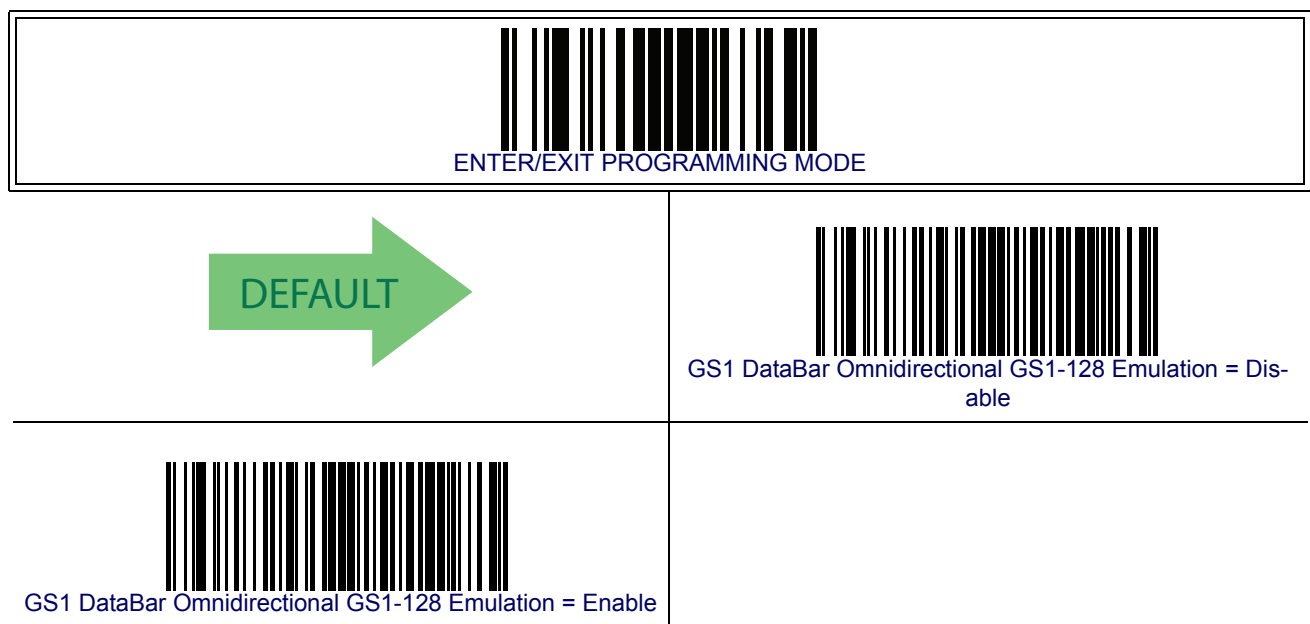 ENTER/EXIT PROGRAMMING MODE
DEFAULT
GS1 DataBar Omnidirectional GS1-128 Emulation = Dis-
able
GS1 DataBar Omnidirectional GS1-128 Emulation = Enable